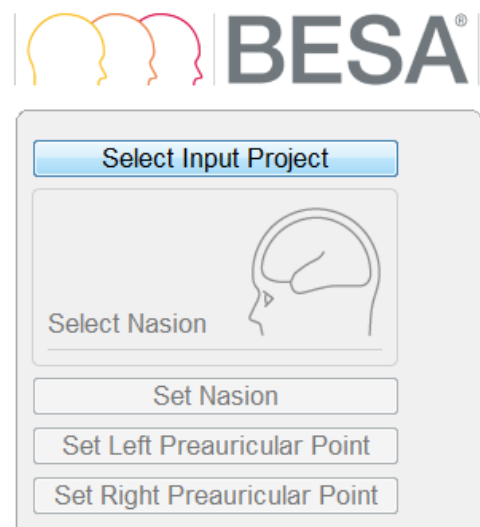 BESA®
Select Input Project
Select Nasion
Set Nasion
Set Left Preauricular Point
Set Right Preauricular Point